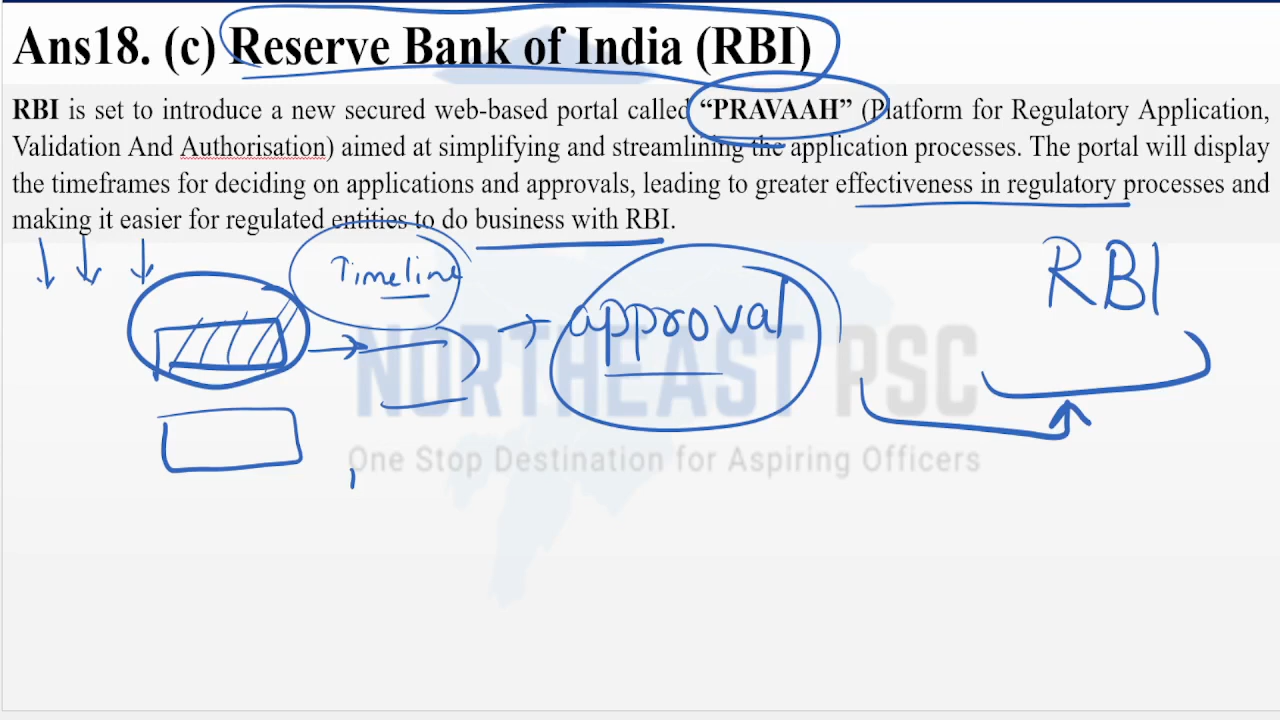 Ans18. (c) Reserve Bank of India (RBI)
RBI is set to introduce a new secured web-based portal called “PRAVAAH” (Platform for Regulatory Application,
Validation And Authorisation) aimed at simplifying and streamlining the application processes. The portal will display
the timeframes for deciding on applications and approvals, leading to greater effectiveness in regulatory processes and
making it easier for regulated entities to do business with RBI.
Timeline
approval
RBI
NORTHEAST PSC
One Stop Destination for Aspiring Officers